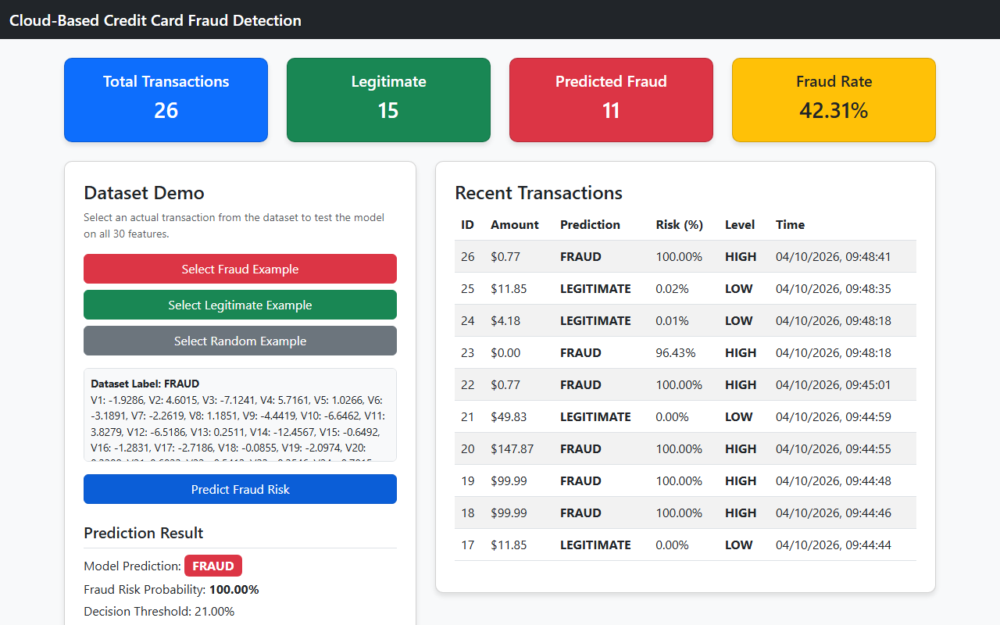 Cloud-Based Credit Card Fraud Detection
Total Transactions
26
Legitimate
15
Predicted Fraud
11
Fraud Rate
42.31%
Dataset Demo
Select an actual transaction from the dataset to test the model
on all 30 features.
Select Fraud Example
Select Legitimate Example
Select Random Example
Dataset Label: FRAUD
V1: -1.9286, V2: 4.6015, V3: -7.1241, V4: 5.7161, V5: 1.0266, V6:
-3.1891, V7: -2.2619, V8: 1.1851, V9: -4.4419, V10: -6.6462, V11:
3.8279, V12: -6.5186, V13: 0.2511, V14: -12.4567, V15: -0.6492,
V16: -1.2831, V17: -2.7186, V18: -0.0855, V19: -2.0974, V20:
Predict Fraud Risk
Prediction Result
Model Prediction: FRAUD
Fraud Risk Probability: 100.00%
Decision Threshold: 21.00%
Recent Transactions
ID Amount Prediction Risk (%) Level Time
26 $0.77 FRAUD 100.00% HIGH 04/10/2026, 09:48:41
25 $11.85 LEGITIMATE 0.02% LOW 04/10/2026, 09:48:35
24 $4.18 LEGITIMATE 0.01% LOW 04/10/2026, 09:48:18
23 $0.00 FRAUD 96.43% HIGH 04/10/2026, 09:48:18
22 $0.77 FRAUD 100.00% HIGH 04/10/2026, 09:45:01
21 $49.83 LEGITIMATE 0.00% LOW 04/10/2026, 09:44:59
20 $147.87 FRAUD 100.00% HIGH 04/10/2026, 09:44:55
19 $99.99 FRAUD 100.00% HIGH 04/10/2026, 09:44:48
18 $99.99 FRAUD 100.00% HIGH 04/10/2026, 09:44:46
17 $11.85 LEGITIMATE 0.00% LOW 04/10/2026, 09:44:44